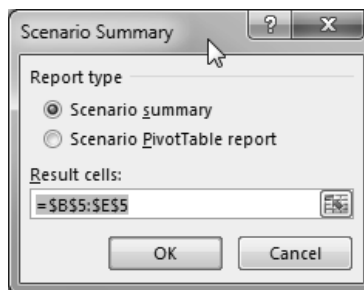 Scenario Summary
? X
Report type
Scenario summary
Scenario PivotTable report
Result cells:
=$B$5:$E$5
OK Cancel